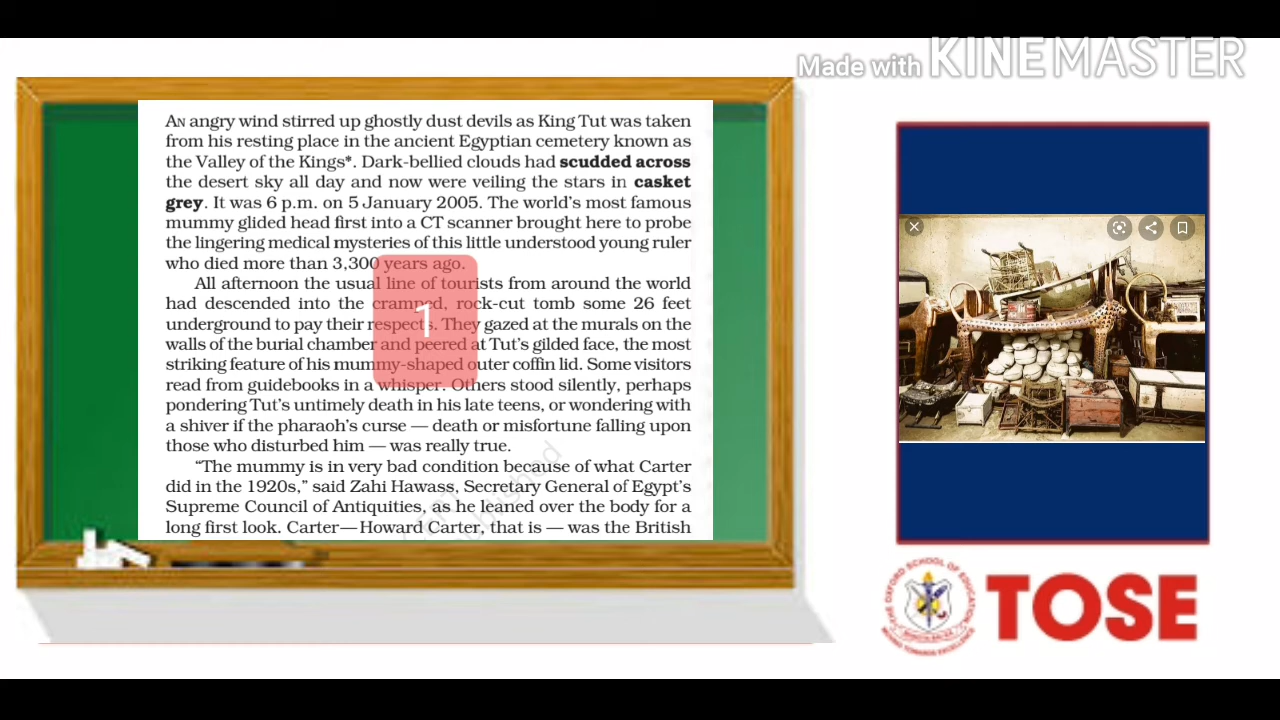 Made with KINEMASTER
AN angry wind stirred up ghostly dust devils as King Tut was taken
from his resting place in the ancient Egyptian cemetery known as
the Valley of the Kings*. Dark-bellied clouds had scudded across
the desert sky all day and now were veiling the stars in casket
grey. It was 6 p.m. on 5 January 2005. The world's most famous
mummy glided head first into a CT scanner brought here to probe
the lingering medical mysteries of this little understood young ruler
who died more than 3,300 years ago.
All afternoon the usual line of tourists from around the world
had descended into the cramped, rock-cut tomb some 26 feet
underground to pay their respects. They gazed at the murals on the
walls of the burial chamber and peered at Tut's gilded face, the most
striking feature of his mummy-shaped outer coffin lid. Some visitors
read from guidebooks in a whisper. Others stood silently, perhaps
pondering Tut's untimely death in his late teens, or wondering with
a shiver if the pharaoh's curse — death or misfortune falling upon
those who disturbed him — was really true.
"The mummy is in very bad condition because of what Carter
did in the 1920s," said Zahi Hawass, Secretary General of Egypt's
Supreme Council of Antiquities, as he leaned over the body for a
long first look. Carter—Howard Carter, that is — was the British
1
THE OXFORD SCHOOL OF EDUCATION
TOSE